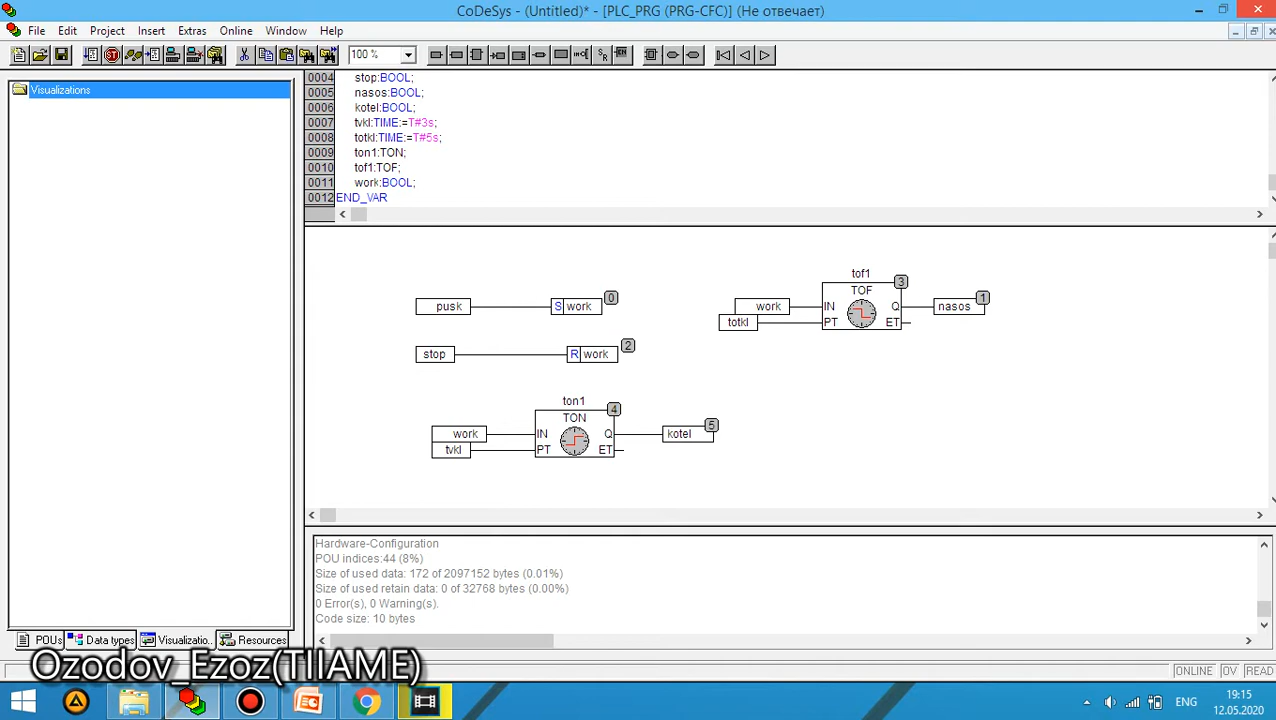 CoDeSys - (Untitled)* - [PLC_PRG (PRG-CFC)] (Не отвечает)
File Edit Project Insert Extras Online Window Help
100 %
Visualizations
0004 stop:BOOL;
0005 nasos:BOOL;
0006 kotel:BOOL;
0007 tvkl:TIME:=T#3s;
0008 totkl:TIME:=T#5s;
0009 ton1:TON;
0010 tof1:TOF;
0011 work:BOOL;
0012 END_VAR
tof1
3
TOF
pusk S work 0
work IN Q nasos 1
totkl PT ET
stop R work 2
ton1
4
TON
work IN Q kotel 5
tvkl PT ET
Hardware-Configuration
POU indices:44 (8%)
Size of used data: 172 of 2097152 bytes (0.01%)
Size of used retain data: 0 of 32768 bytes (0.00%)
0 Error(s), 0 Warning(s).
Code size: 10 bytes
POUs Data types Visualizatio.. Resources
Ozodov_Ezoz(TIIAME)
ONLINE OV READ
ENG
19:15
12.05.2020